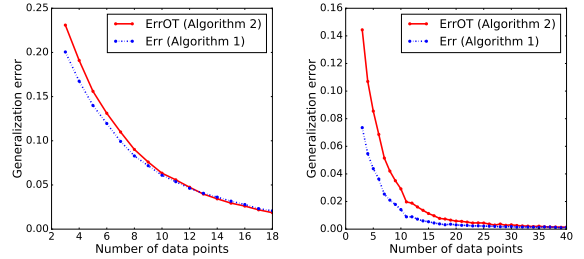 0.25
0.20
0.15
0.10
0.05
0.00
Generalization error
ErrOT (Algorithm 2)
Err (Algorithm 1)
2 4 6 8 10 12 14 16 18
Number of data points
0.16
0.14
0.12
0.10
0.08
0.06
0.04
0.02
0.00
Generalization error
ErrOT (Algorithm 2)
Err (Algorithm 1)
0 5 10 15 20 25 30 35 40
Number of data points